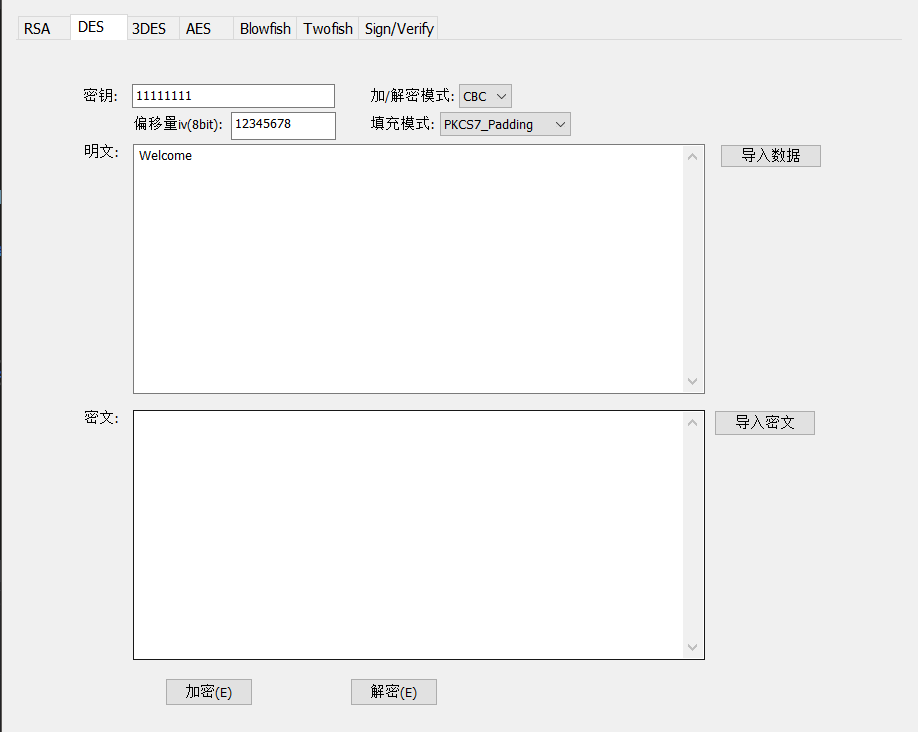 RSA DES 3DES AES Blowfish Twofish Sign/Verify
密钥: 11111111 加/解密模式: CBC
偏移量iv(8bit): 12345678 填充模式: PKCS7_Padding
明文: Welcome 导入数据
密文: 导入密文
加密(E) 解密(E)